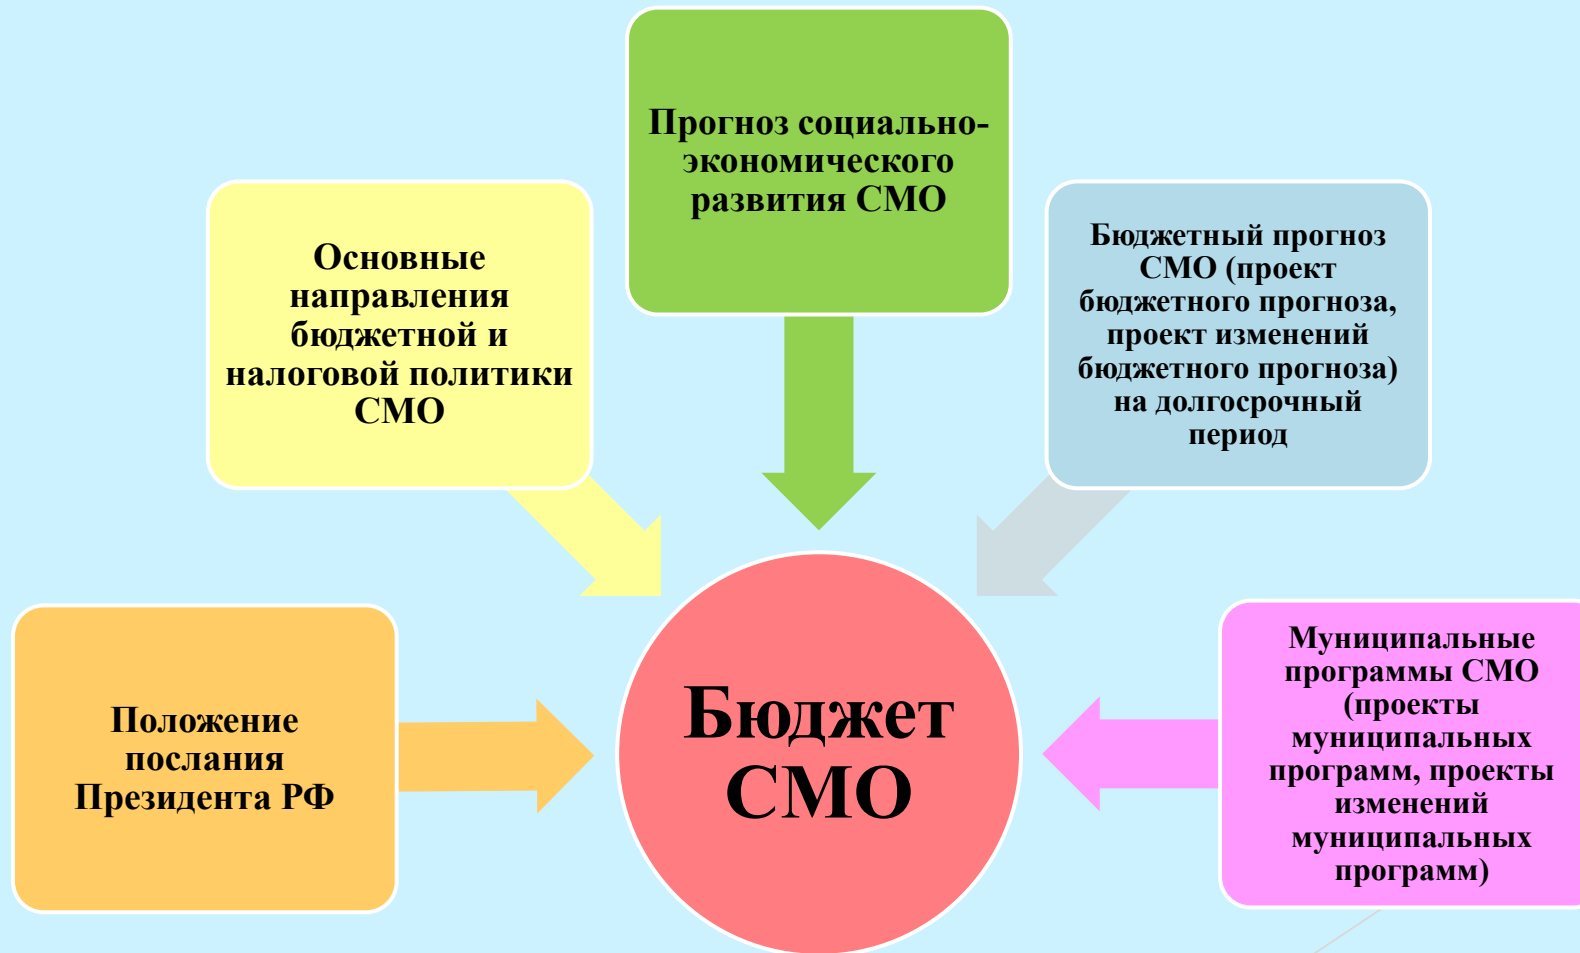 Прогноз социально-
экономического
развития СМО
Основные
направления
бюджетной и
налоговой политики
СМО
Бюджетный прогноз
СМО (проект
бюджетного прогноза,
проект изменений
бюджетного прогноза)
на долгосрочный
период
Положение
послания
Президента РФ
Бюджет
СМО
Муниципальные
программы СМО
(проекты
муниципальных
программ, проекты
изменений
муниципальных
программ)